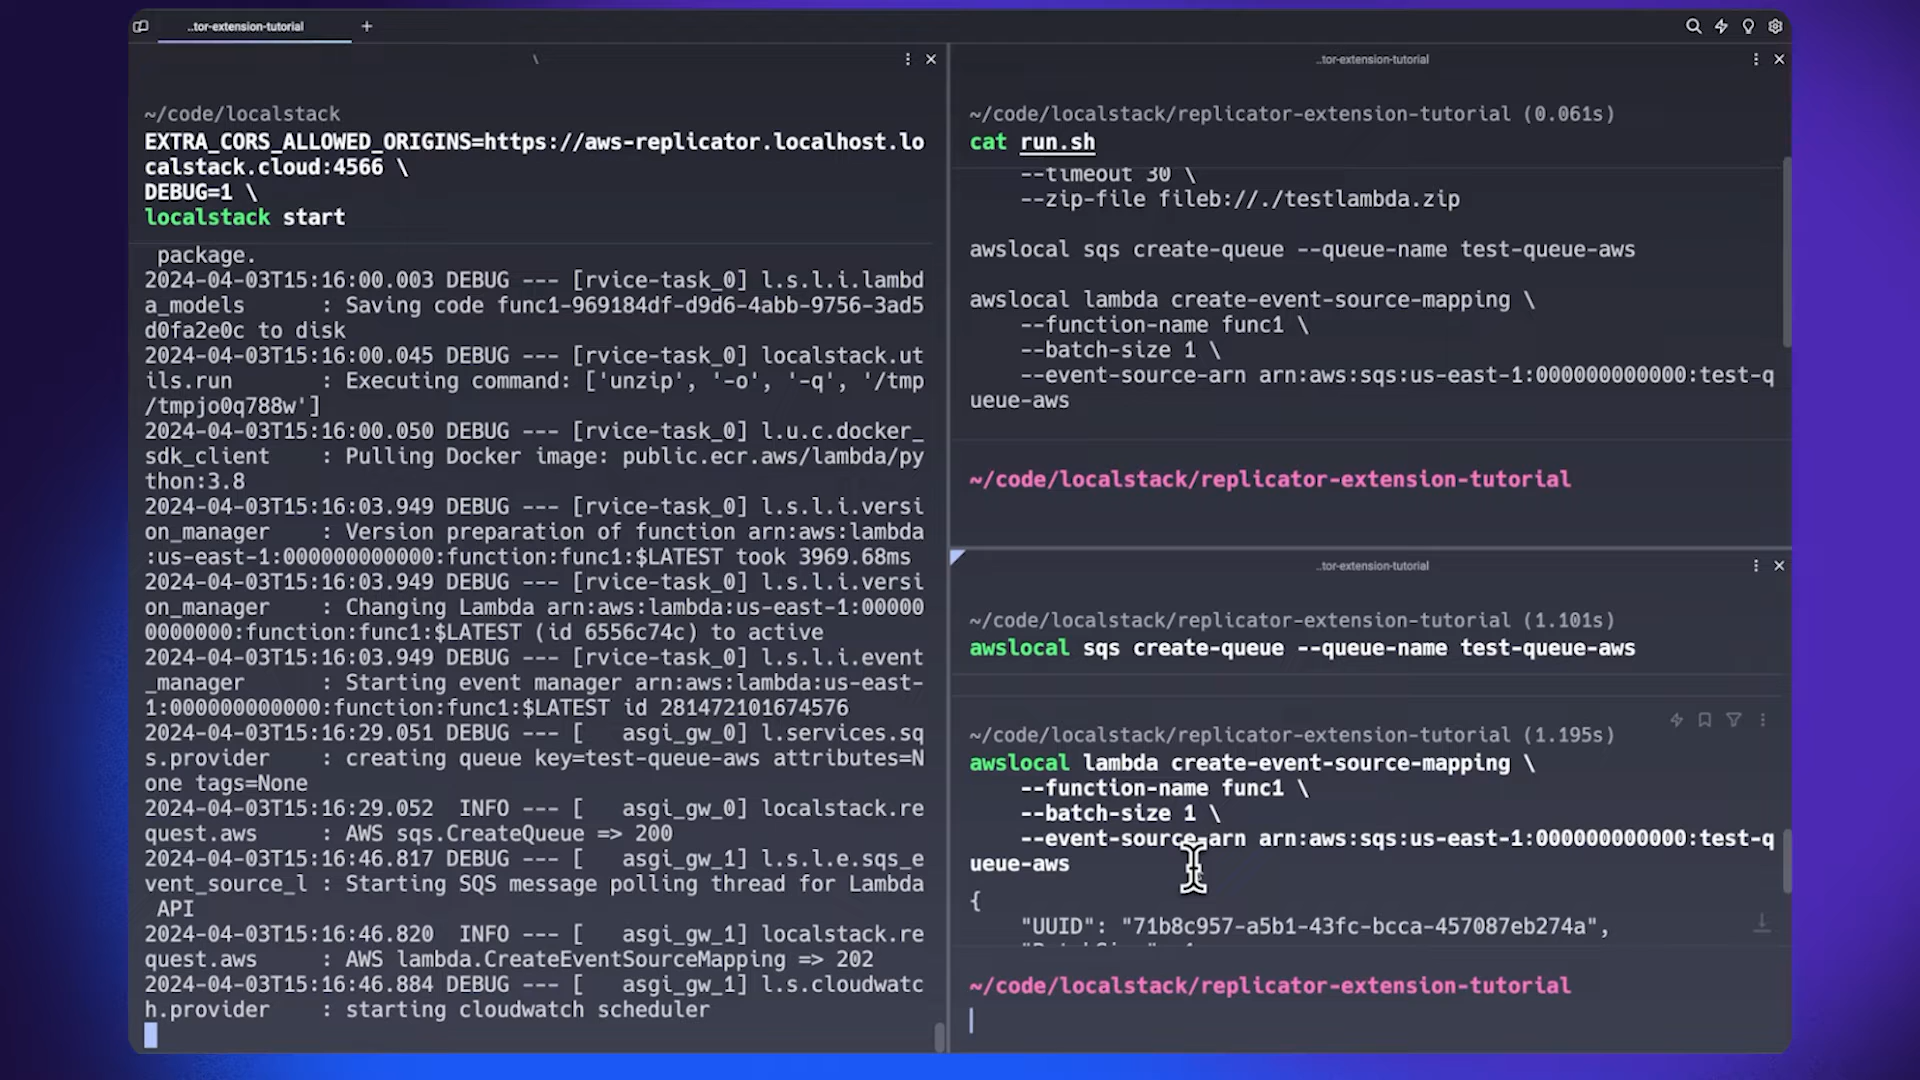 ..tor-extension-tutorial
\
~/code/localstack
EXTRA_CORS_ALLOWED_ORIGINS=https://aws-replicator.localhost.lo
calstack.cloud:4566 \
DEBUG=1 \
localstack start
package.
2024-04-03T15:16:00.003 DEBUG --- [rvice-task_0] l.s.l.i.lambd
a_models      : Saving code func1-969184df-d9d6-4abb-9756-3ad5
d0fa2e0c to disk
2024-04-03T15:16:00.045 DEBUG --- [rvice-task_0] localstack.ut
ils.run       : Executing command: ['unzip', '-o', '-q', '/tmp
/tmpjo0q788w']
2024-04-03T15:16:00.050 DEBUG --- [rvice-task_0] l.u.c.docker_
sdk_client    : Pulling Docker image: public.ecr.aws/lambda/py
thon:3.8
2024-04-03T15:16:03.949 DEBUG --- [rvice-task_0] l.s.l.i.versi
on_manager    : Version preparation of function arn:aws:lambda
:us-east-1:000000000000:function:func1:$LATEST took 3969.68ms
2024-04-03T15:16:03.949 DEBUG --- [rvice-task_0] l.s.l.i.versi
on_manager    : Changing Lambda arn:aws:lambda:us-east-1:00000
0000000:function:func1:$LATEST (id 6556c74c) to active
2024-04-03T15:16:03.949 DEBUG --- [rvice-task_0] l.s.l.i.event
_manager      : Starting event manager arn:aws:lambda:us-east-
1:000000000000:function:func1:$LATEST id 281472101674576
2024-04-03T15:16:29.051 DEBUG --- [   asgi_gw_0] l.services.sq
s.provider    : creating queue key=test-queue-aws attributes=N
one tags=None
2024-04-03T15:16:29.052  INFO --- [   asgi_gw_0] localstack.re
quest.aws     : AWS sqs.CreateQueue => 200
2024-04-03T15:16:46.817 DEBUG --- [   asgi_gw_1] l.s.l.e.sqs_e
vent_source_l : Starting SQS message polling thread for Lambda
API
2024-04-03T15:16:46.820  INFO --- [   asgi_gw_1] localstack.re
quest.aws     : AWS lambda.CreateEventSourceMapping => 202
2024-04-03T15:16:46.884 DEBUG --- [   asgi_gw_1] l.s.cloudwatc
h.provider    : starting cloudwatch scheduler
..tor-extension-tutorial
~/code/localstack/replicator-extension-tutorial (0.061s)
cat run.sh
--timeout 30 \
--zip-file fileb://./testlambda.zip
awslocal sqs create-queue --queue-name test-queue-aws
awslocal lambda create-event-source-mapping \
--function-name func1 \
--batch-size 1 \
--event-source-arn arn:aws:sqs:us-east-1:000000000000:test-q
ueue-aws
~/code/localstack/replicator-extension-tutorial
..tor-extension-tutorial
~/code/localstack/replicator-extension-tutorial (1.101s)
awslocal sqs create-queue --queue-name test-queue-aws
~/code/localstack/replicator-extension-tutorial (1.195s)
awslocal lambda create-event-source-mapping \
--function-name func1 \
--batch-size 1 \
--event-source-arn arn:aws:sqs:us-east-1:000000000000:test-q
ueue-aws
{
"UUID": "71b8c957-a5b1-43fc-bcca-457087eb274a",
~/code/localstack/replicator-extension-tutorial